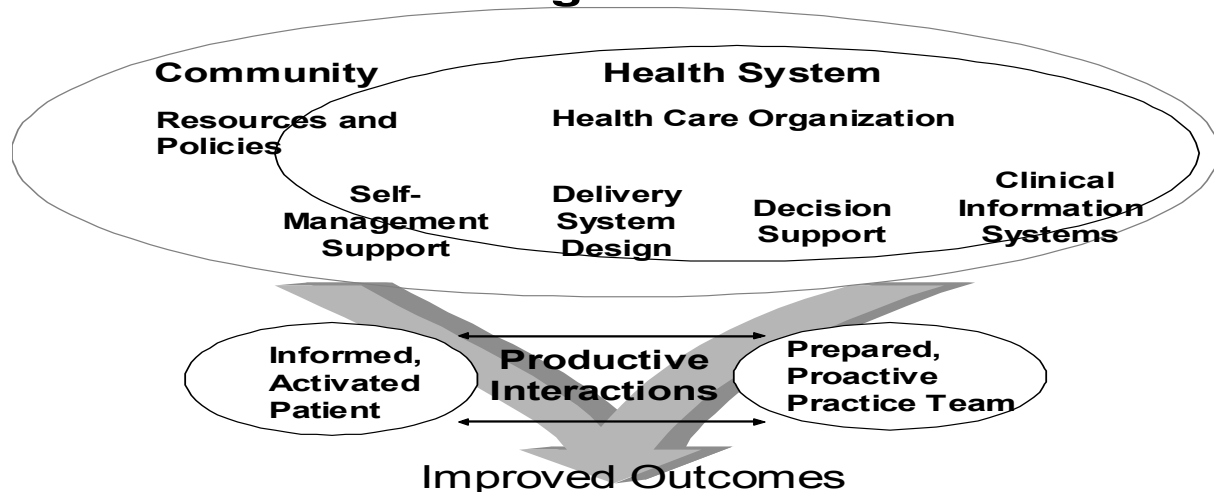 Community
Health System
Resources and
Policies
Health Care Organization
Self-
Management
Support
Delivery
System
Design
Decision
Support
Clinical
Information
Systems
Informed,
Activated
Patient
Productive
Interactions
Prepared,
Proactive
Practice Team
Improved Outcomes